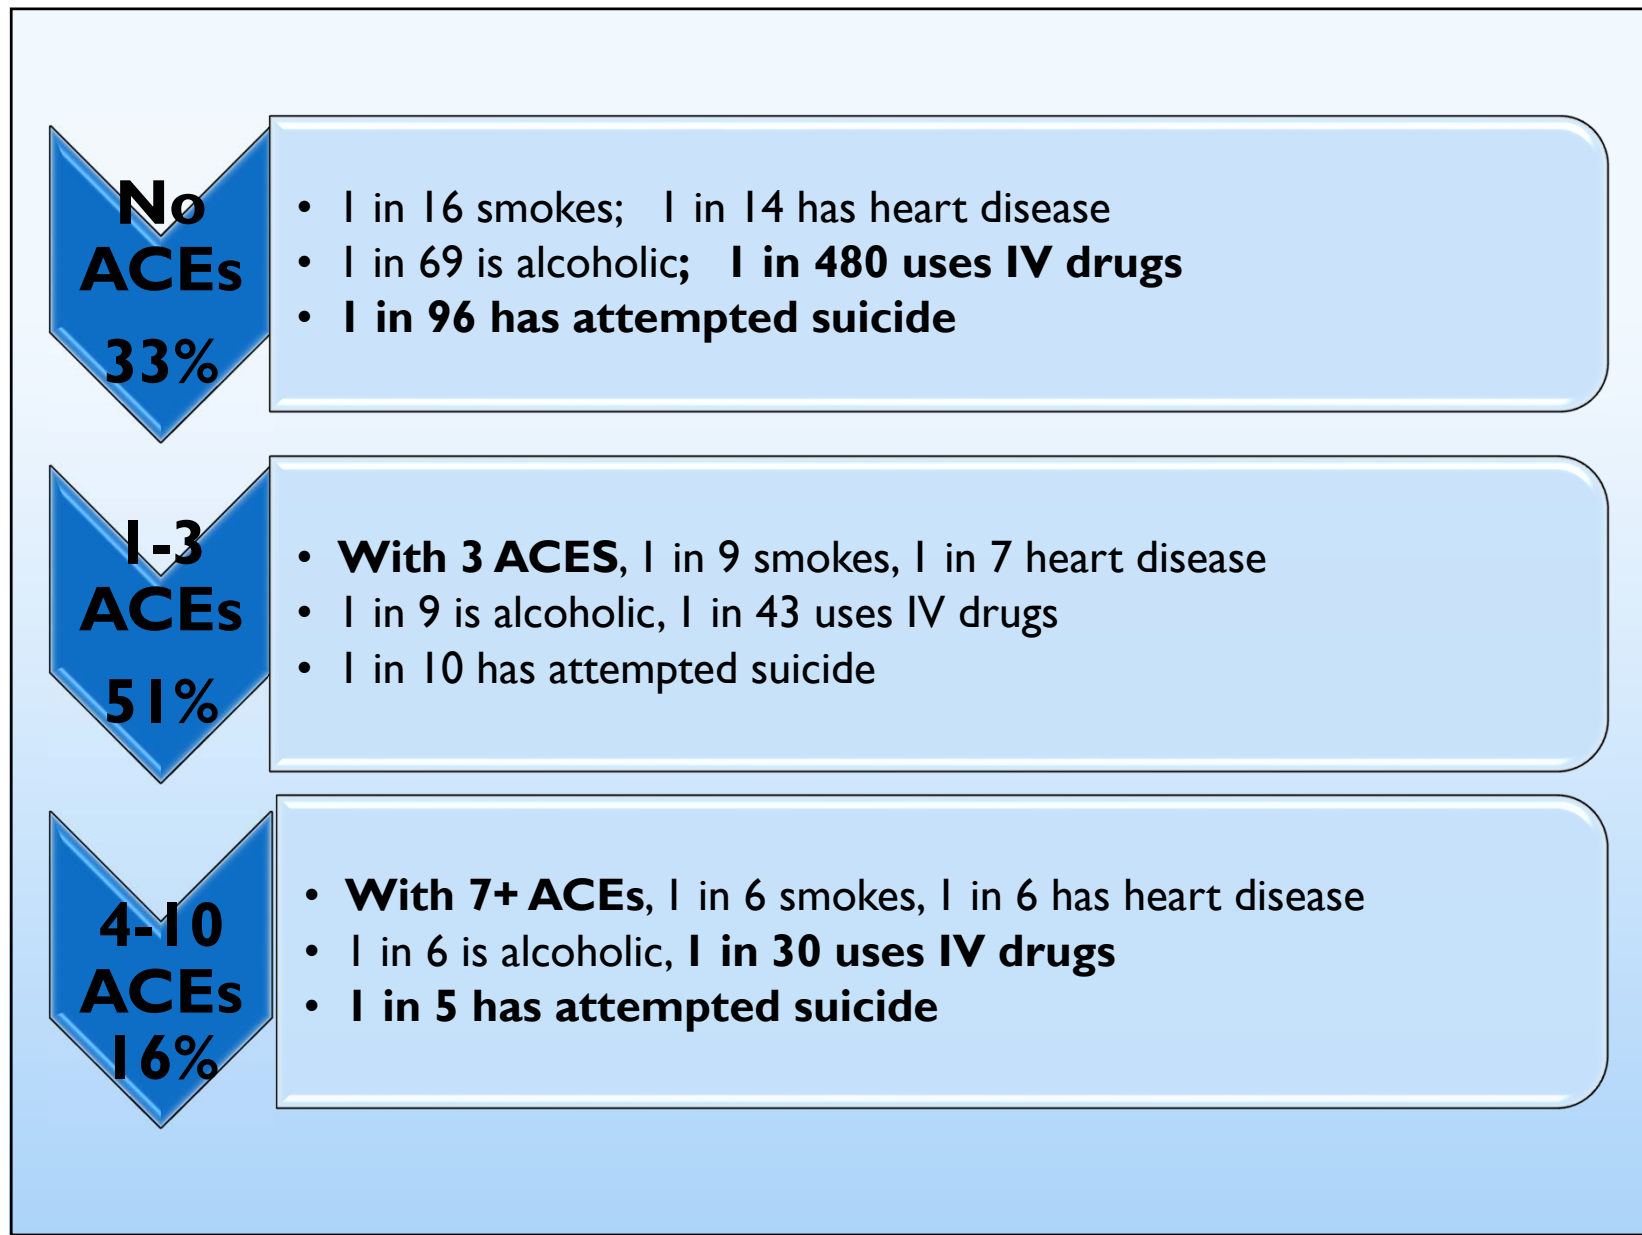 No
ACEs
33%
• 1 in 16 smokes; 1 in 14 has heart disease
• 1 in 69 is alcoholic; 1 in 480 uses IV drugs
• 1 in 96 has attempted suicide
1-3
ACEs
51%
• With 3 ACES, 1 in 9 smokes, 1 in 7 heart disease
• 1 in 9 is alcoholic, 1 in 43 uses IV drugs
• 1 in 10 has attempted suicide
4-10
ACEs
16%
• With 7+ ACEs, 1 in 6 smokes, 1 in 6 has heart disease
• 1 in 6 is alcoholic, 1 in 30 uses IV drugs
• 1 in 5 has attempted suicide